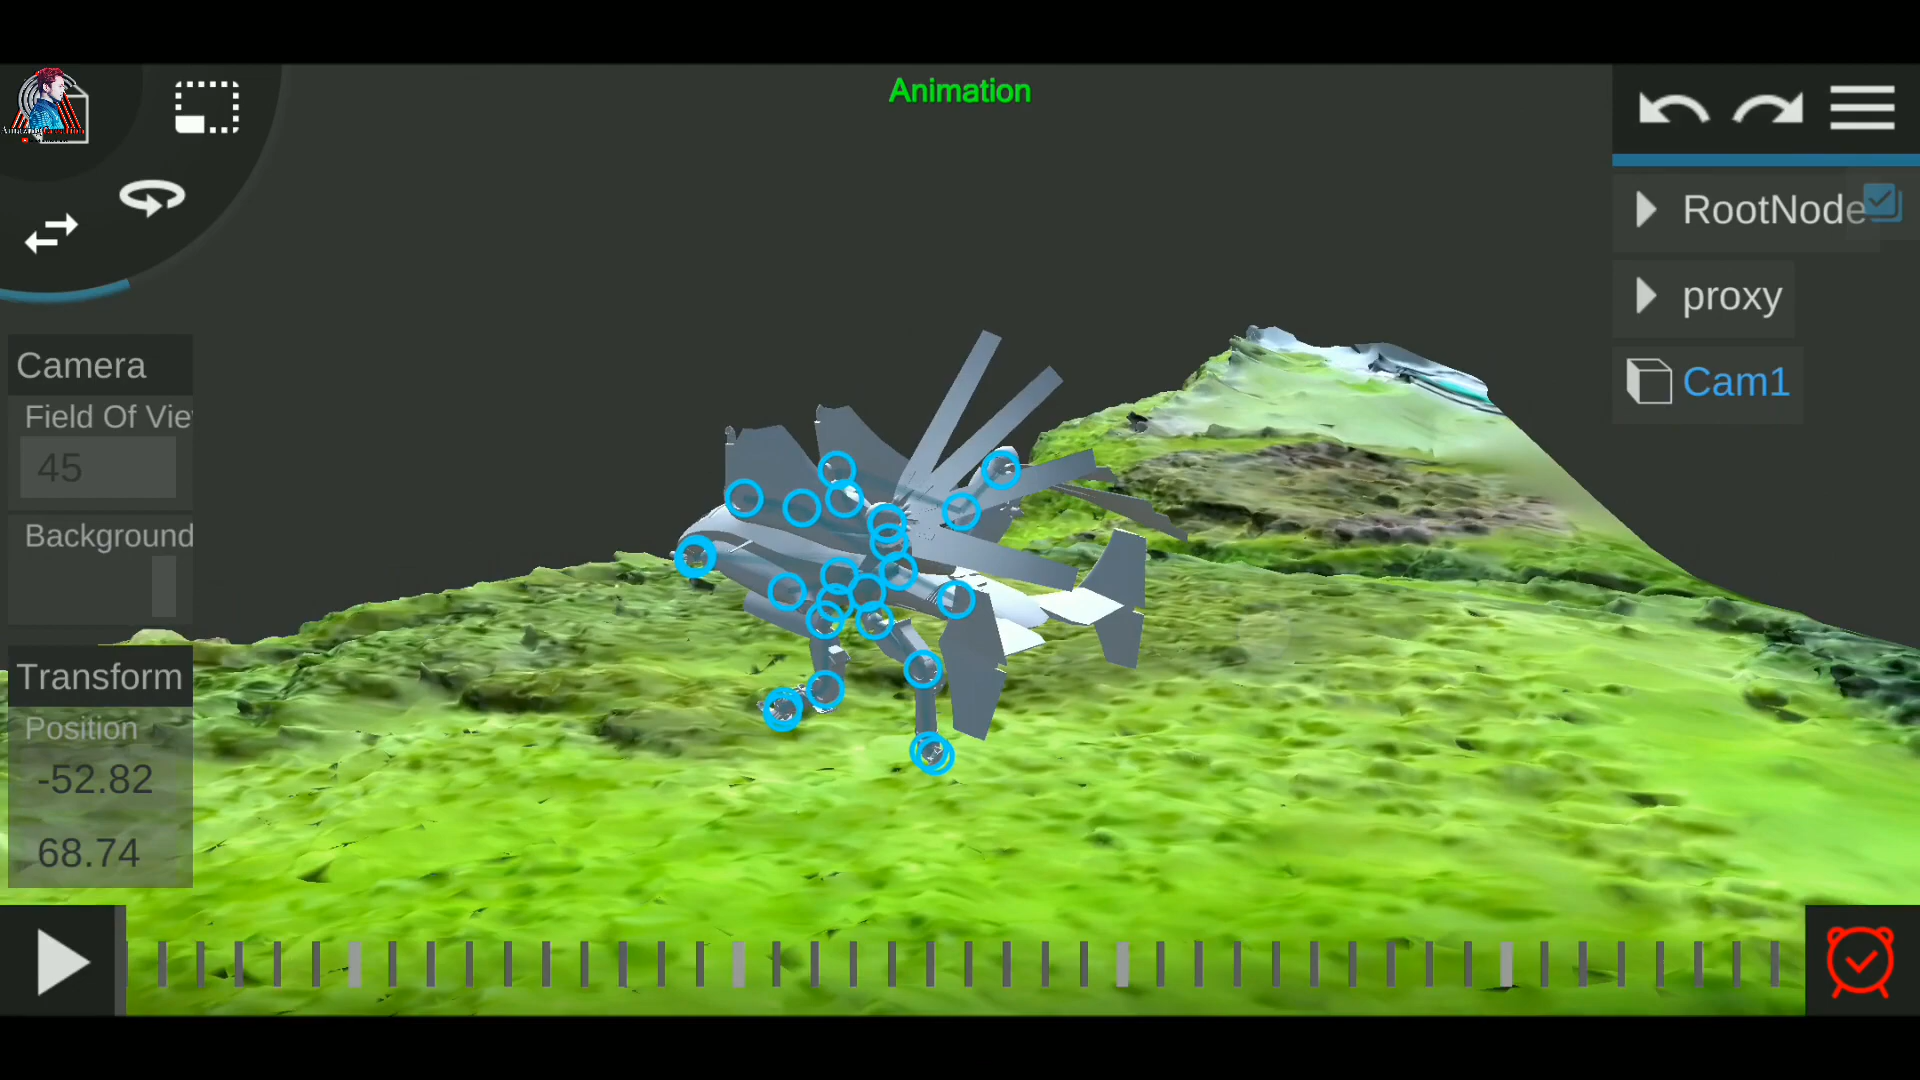 Animation
RootNode
proxy
Cam1
Camera
Field Of Vie
45
Background
Transform
Position
-52.82
68.74